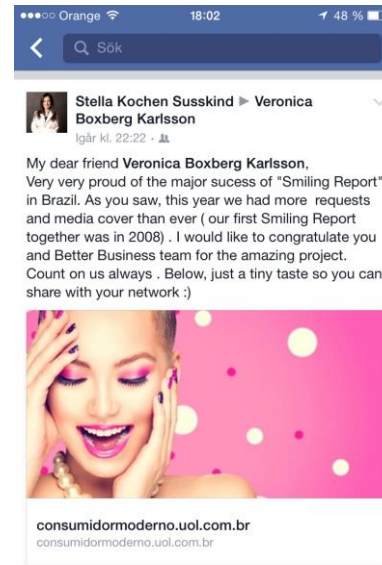 Orange 18:02 48 %
Sök
Stella Kochen Susskind ▶ Veronica
Boxberg Karlsson
Igår kl. 22:22 ·
My dear friend Veronica Boxberg Karlsson,
Very very proud of the major sucess of "Smiling Report"
in Brazil. As you saw, this year we had more requests
and media cover than ever ( our first Smiling Report
together was in 2008) . I would like to congratulate you
and Better Business team for the amazing project.
Count on us always . Below, just a tiny taste so you can
share with your network :)
consumidormoderno.uol.com.br
consumidormoderno.uol.com.br